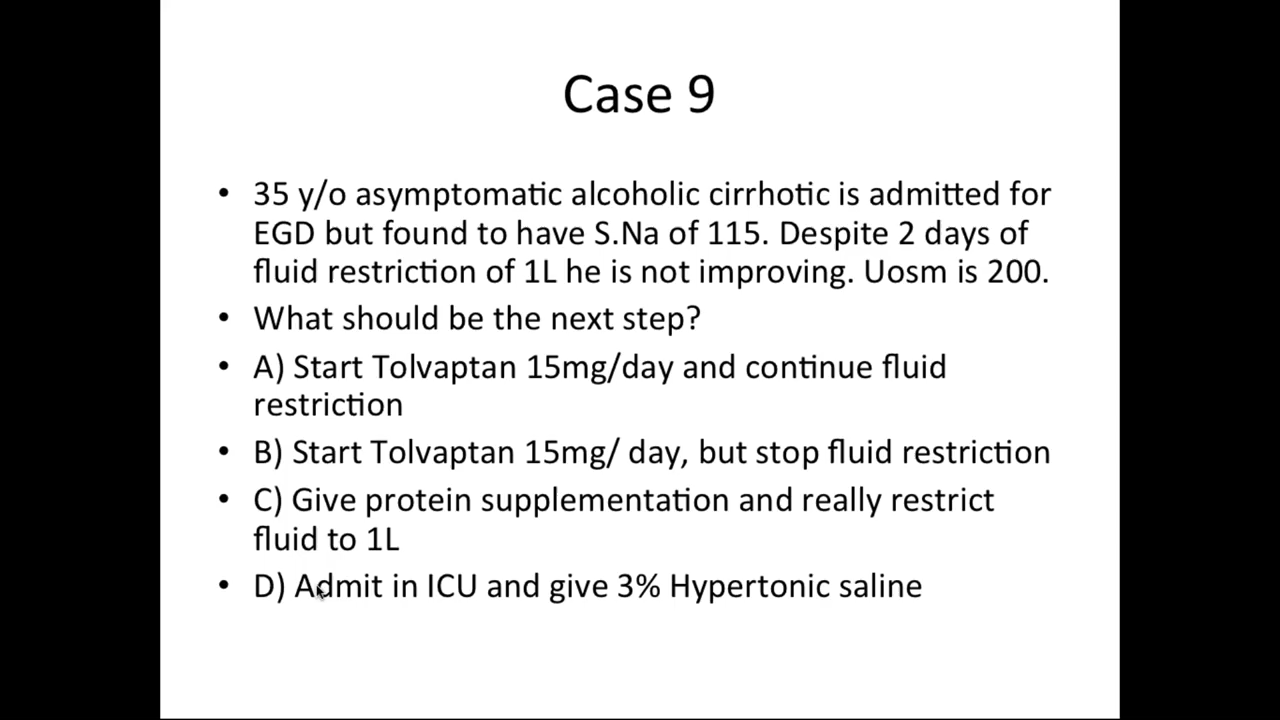 Case 9
• 35 y/o asymptomatic alcoholic cirrhotic is admitted for
EGD but found to have S.Na of 115. Despite 2 days of
fluid restriction of 1L he is not improving. Uosm is 200.
• What should be the next step?
• A) Start Tolvaptan 15mg/day and continue fluid
restriction
• B) Start Tolvaptan 15mg/ day, but stop fluid restriction
• C) Give protein supplementation and really restrict
fluid to 1L
• D) Admit in ICU and give 3% Hypertonic saline